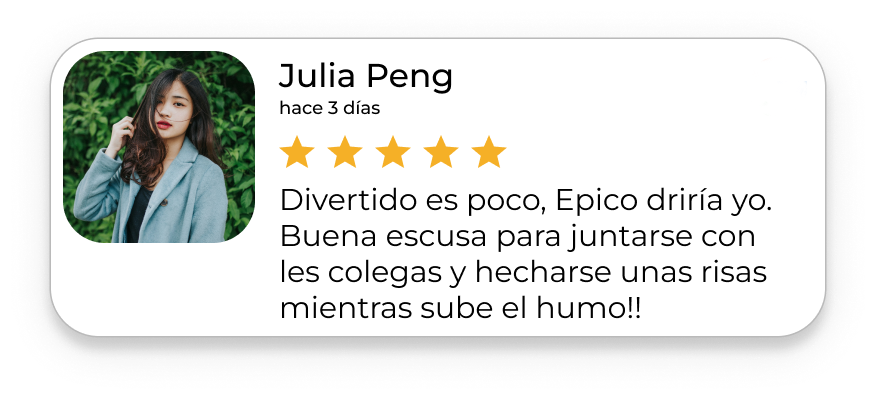 Julia Peng
hace 3 días
Divertido es poco, Epico driría yo.
Buena escusa para juntarse con
les colegas y hecharse unas risas
mientras sube el humo!!